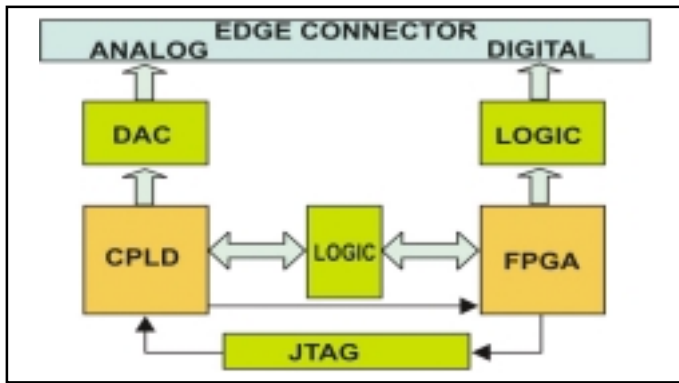 EDGE CONNECTOR
ANALOG DIGITAL
DAC LOGIC
CPLD LOGIC FPGA
JTAG